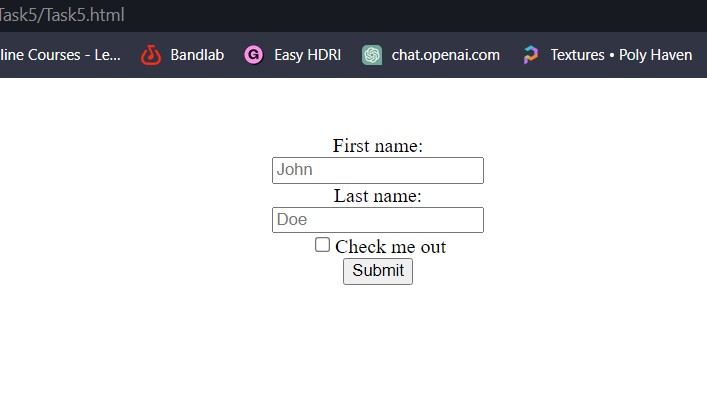 Task5/Task5.html
line Courses - Le... Bandlab Easy HDRI chat.openai.com Textures • Poly Haven
First name:
John
Last name:
Doe
Check me out
Submit